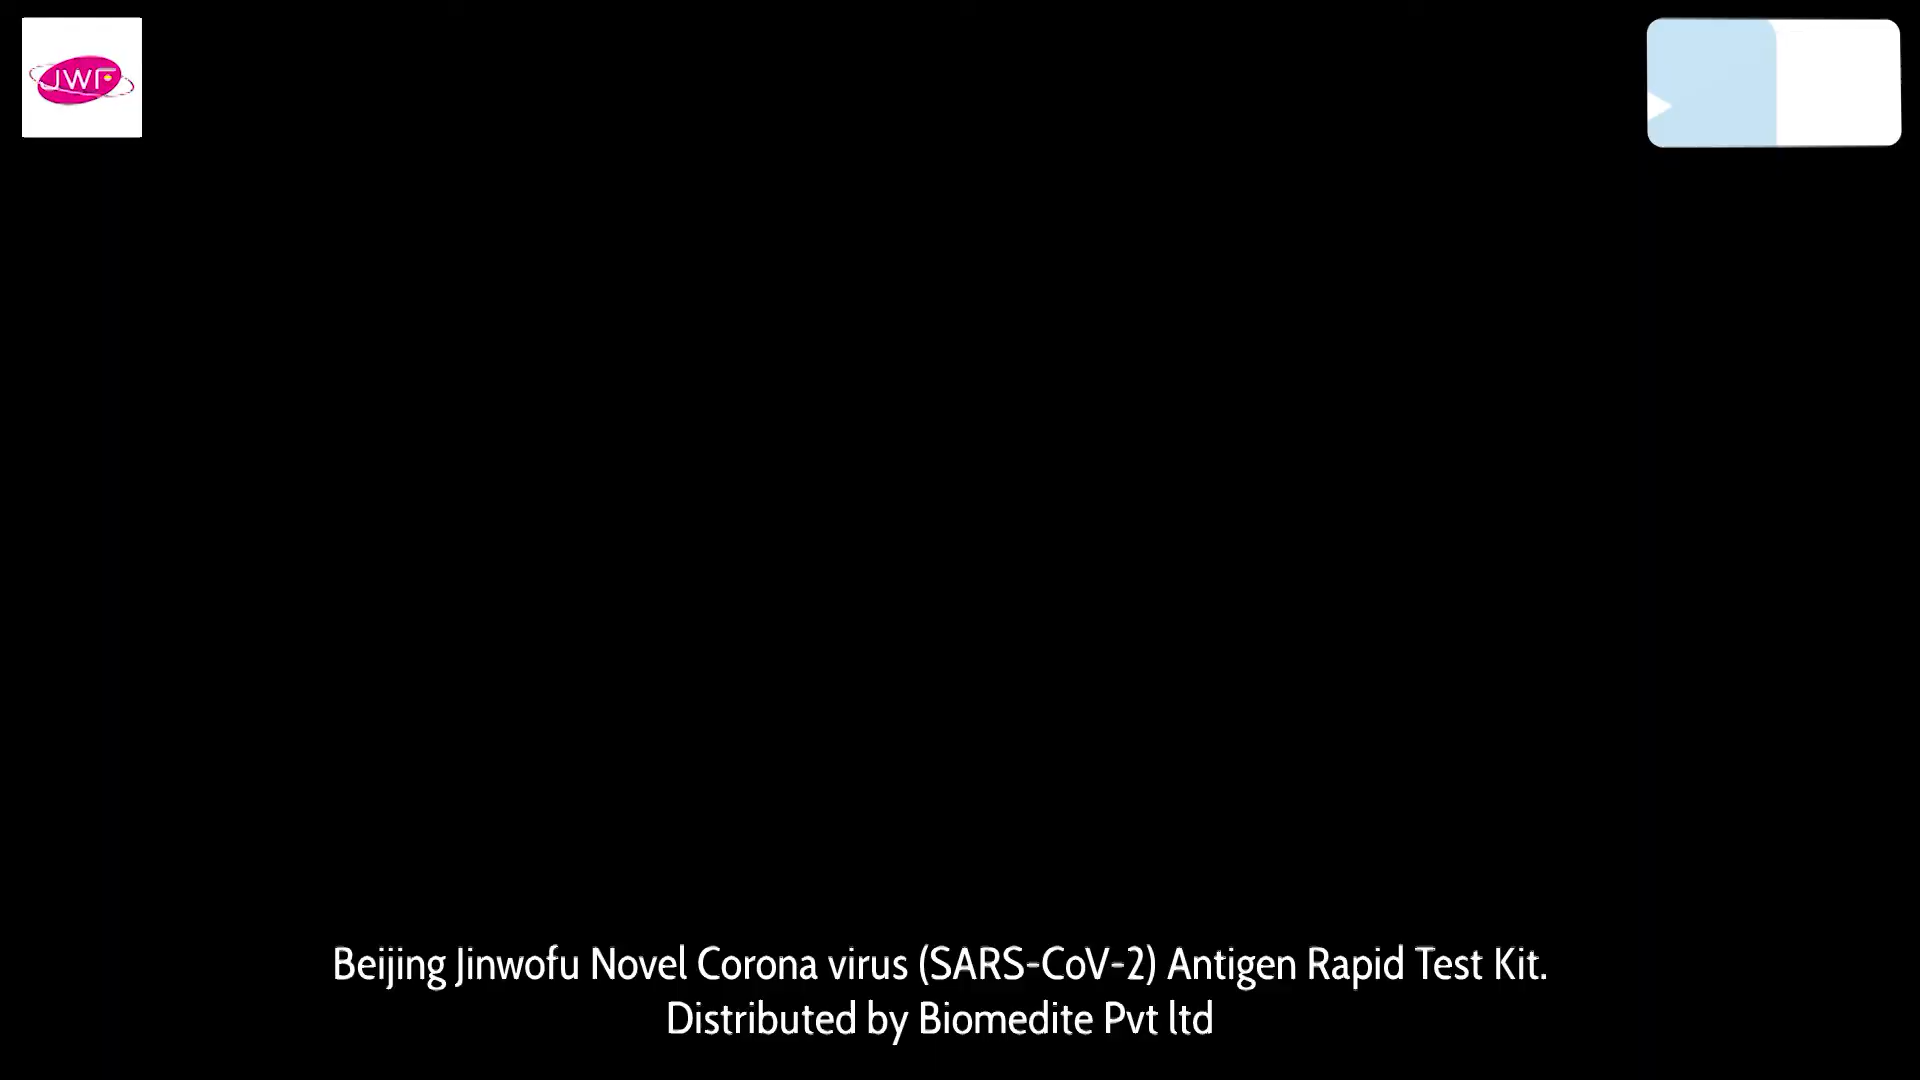 JWF
Beijing Jinwofu Novel Corona virus (SARS-CoV-2) Antigen Rapid Test Kit.
Distributed by Biomedite Pvt ltd